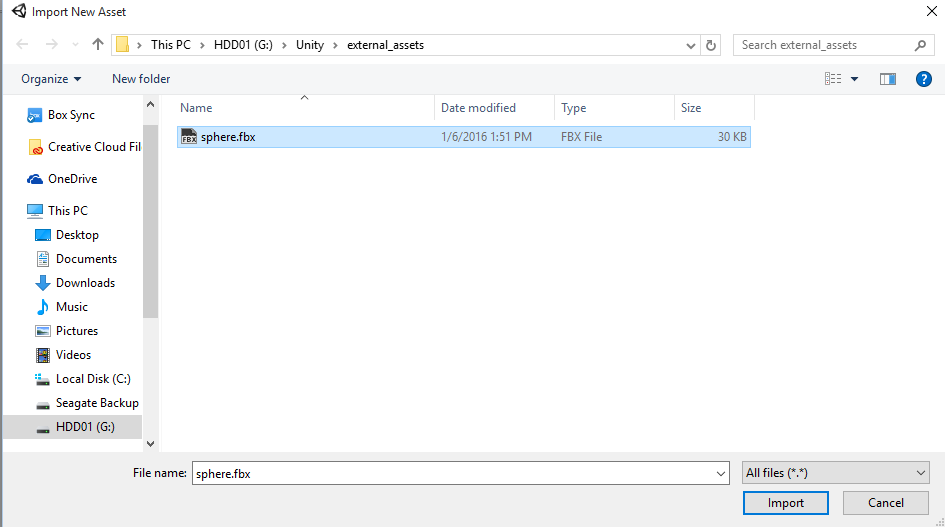 Import New Asset
This PC HDD01 (G:) Unity external_assets Search external_assets
Organize New folder ?
Name Date modified Type Size
FBX sphere.fbx 1/6/2016 1:51 PM FBX File 30 KB
Box Sync
Creative Cloud Fil
OneDrive
This PC
Desktop
Documents
Downloads
Music
Pictures
Videos
Local Disk (C:)
Seagate Backup
HDD01 (G:)
File name: sphere.fbx All files (*.*)
Import Cancel